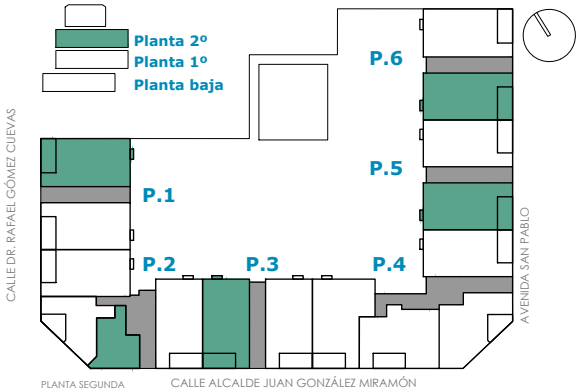 Planta 2º
Planta 1º
Planta baja
P.6
CALLE DR. RAFAEL GÓMEZ CUEVAS
P.5
P.1
AVENIDA SAN PABLO
P.2
P.3
P.4
PLANTA SEGUNDA
CALLE ALCALDE JUAN GONZÁLEZ MIRAMÓN